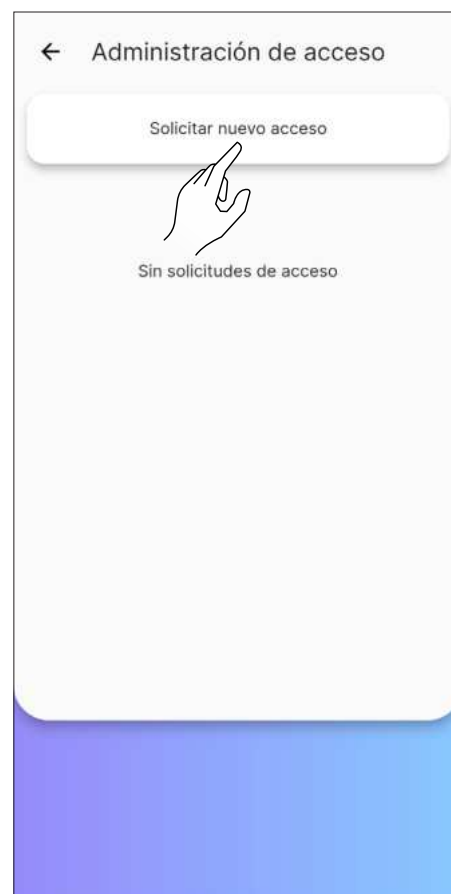 Administración de acceso
Solicitar nuevo acceso
Sin solicitudes de acceso